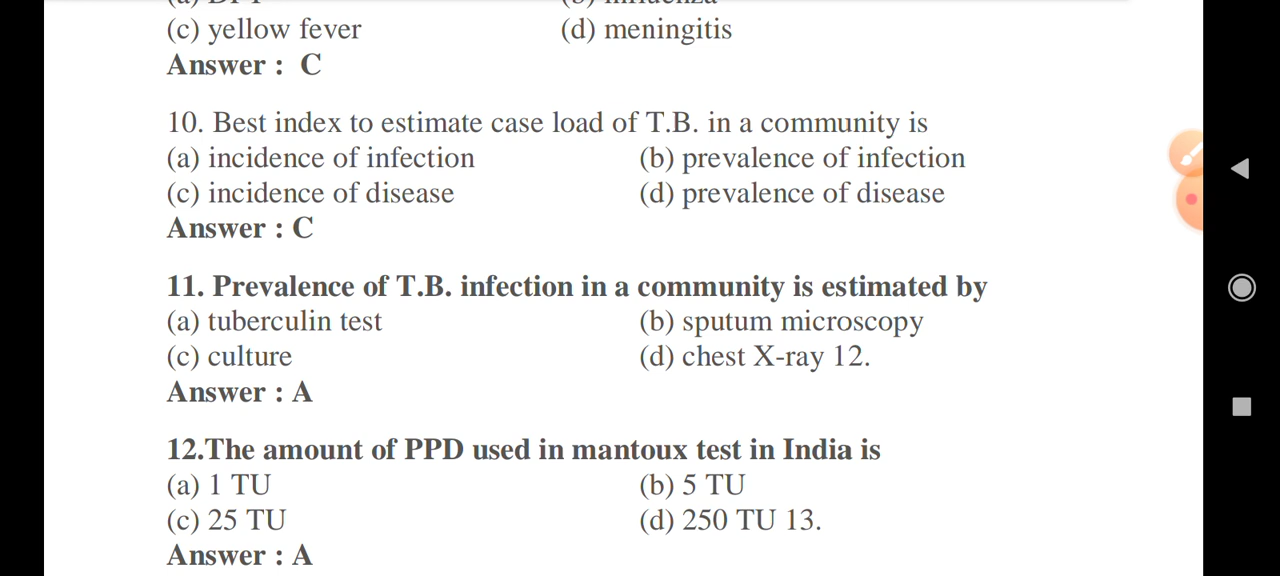 (c) yellow fever (d) meningitis
Answer : C
10. Best index to estimate case load of T.B. in a community is
(a) incidence of infection (b) prevalence of infection
(c) incidence of disease (d) prevalence of disease
Answer : C
11. Prevalence of T.B. infection in a community is estimated by
(a) tuberculin test (b) sputum microscopy
(c) culture (d) chest X-ray 12.
Answer : A
12.The amount of PPD used in mantoux test in India is
(a) 1 TU (b) 5 TU
(c) 25 TU (d) 250 TU 13.
Answer : A